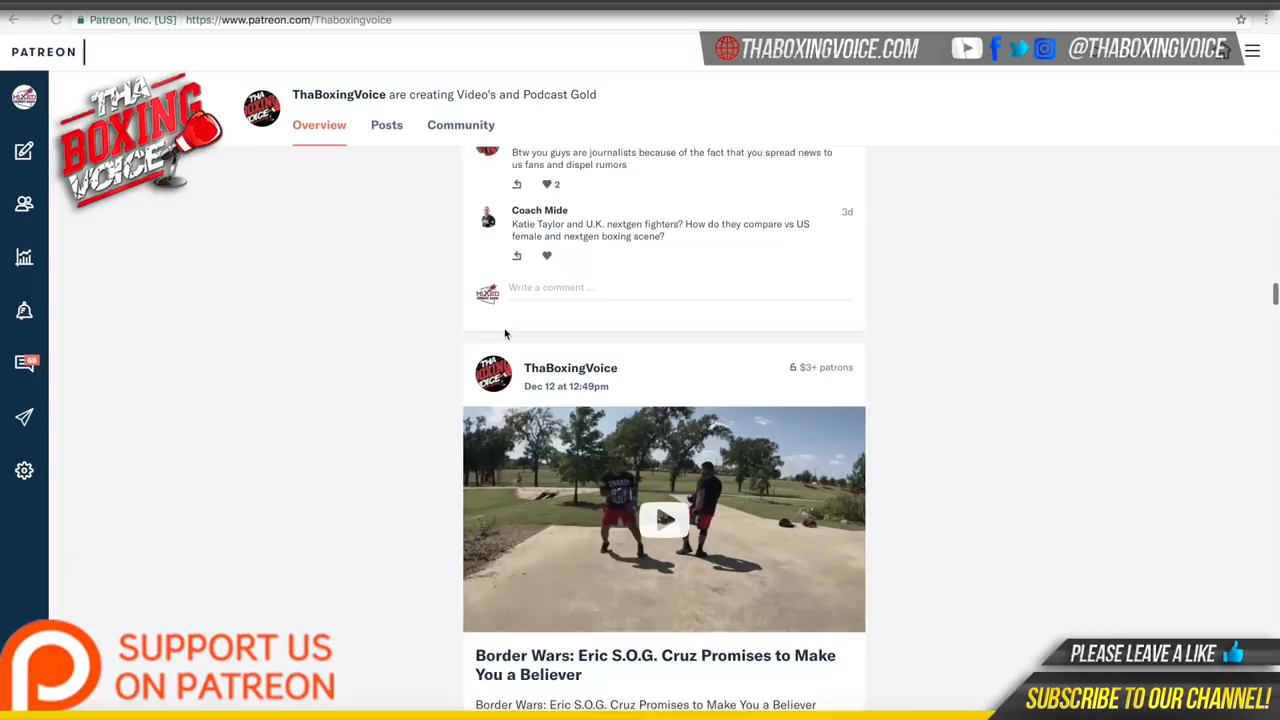 Patreon, Inc. [US] https://www.patreon.com/Thaboxingvoice
PATREON
THABOXINGVOICE.COM
@THABOXINGVOICE
THA BOXING VOICE
ThaBoxingVoice are creating Video's and Podcast Gold
Overview Posts Community
Btw you guys are journalists because of the fact that you spread news to
us fans and dispel rumors
2
Coach Mide 3d
Katie Taylor and U.K. nextgen fighters? How do they compare vs US
female and nextgen boxing scene?
Write a comment ...
68
ThaBoxingVoice $3+ patrons
Dec 12 at 12:49pm
Border Wars: Eric S.O.G. Cruz Promises to Make
You a Believer
Border Wars: Eric S.O.G. Cruz Promises to Make You a Believer
SUPPORT US
ON PATREON
PLEASE LEAVE A LIKE
SUBSCRIBE TO OUR CHANNEL!